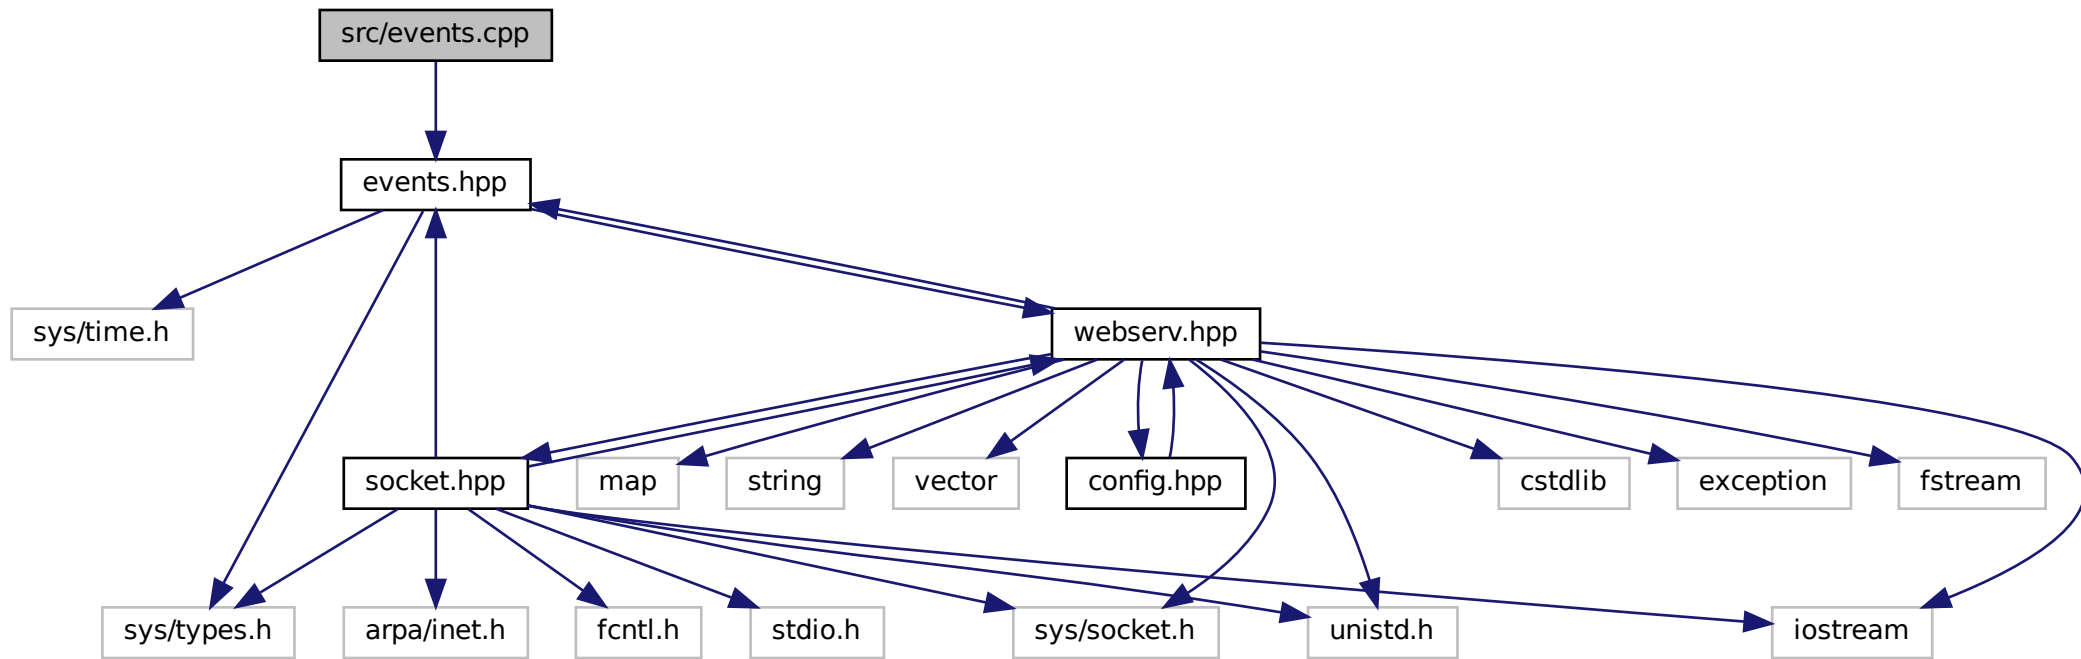 src/events.cpp
events.hpp
sys/time.h
webserv.hpp
socket.hpp
map
string
vector
config.hpp
cstdlib
exception
fstream
sys/types.h
arpa/inet.h
fcntl.h
stdio.h
sys/socket.h
unistd.h
iostream